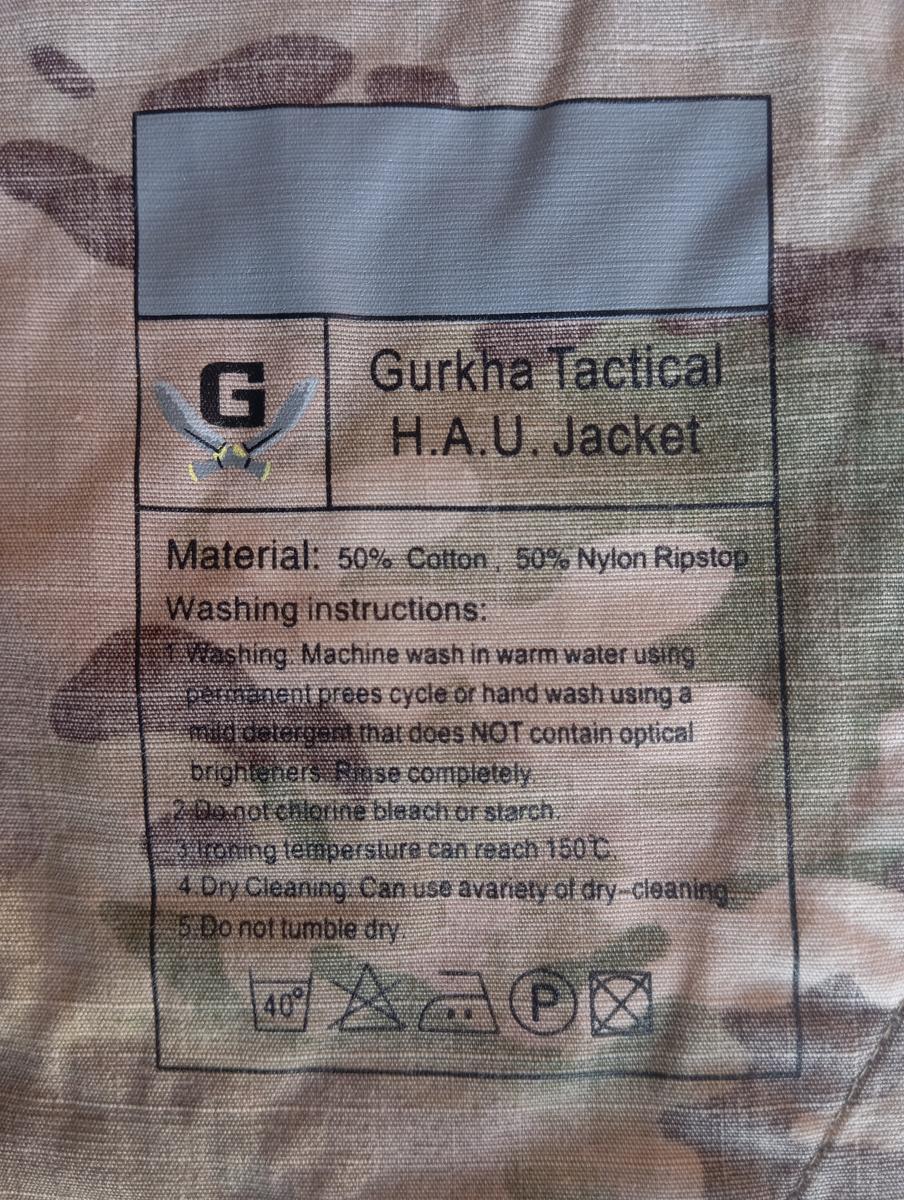 G
Gurkha Tactical
H.A.U. Jacket
Material: 50% Cotton , 50% Nylon Ripstop
Washing instructions:
1.Washing. Machine wash in warm water using
permanent prees cycle or hand wash using a
mild detergent that does NOT contain optical
brighteners. Rinse completely.
2.Do not chlorine bleach or starch.
3.Ironing tempersture can reach 150℃.
4.Dry Cleaning. Can use avariety of dry-cleaning.
5.Do not tumble dry.
40° P